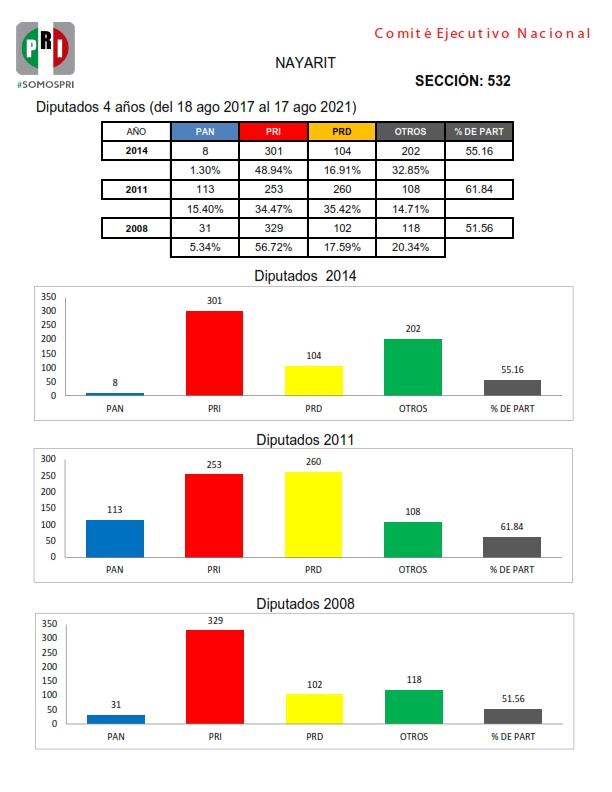 PRI
#SOMOSPRI
Comité Ejecutivo Nacional
NAYARIT
SECCIÓN: 532
Diputados 4 años (del 18 ago 2017 al 17 ago 2021)
AÑO PAN PRI PRD OTROS % DE PART
2014 8 301 104 202 55.16
1.30% 48.94% 16.91% 32.85%
2011 113 253 260 108 61.84
15.40% 34.47% 35.42% 14.71%
2008 31 329 102 118 51.56
5.34% 56.72% 17.59% 20.34%
Diputados 2014
350
300
250
200
150
100
50
0
8 301 104 202 55.16
PAN PRI PRD OTROS % DE PART
Diputados 2011
300
250
200
150
100
50
0
113 253 260 108 61.84
PAN PRI PRD OTROS % DE PART
Diputados 2008
350
300
250
200
150
100
50
0
31 329 102 118 51.56
PAN PRI PRD OTROS % DE PART